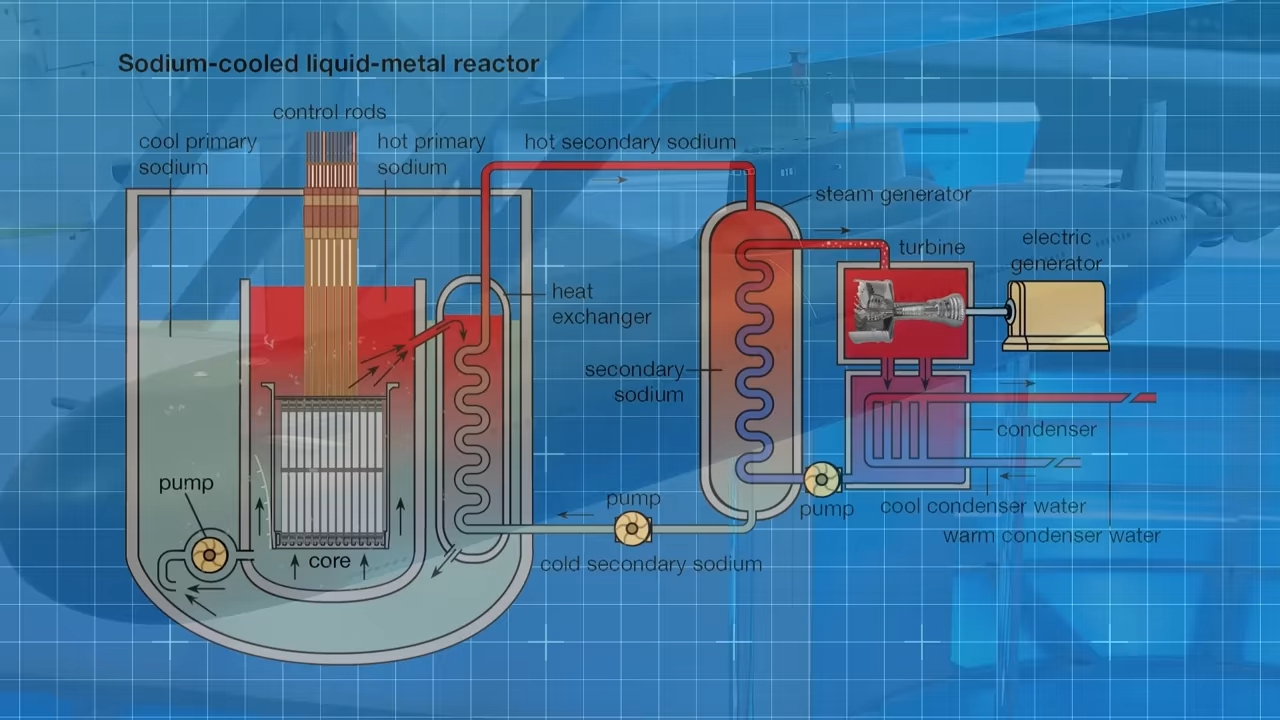 Sodium-cooled liquid-metal reactor
control rods
cool primary
sodium
hot primary
sodium
hot secondary sodium
steam generator
turbine
electric
generator
heat
exchanger
secondary
sodium
condenser
pump
pump
pump
cool condenser water
warm condenser water
core
cold secondary sodium